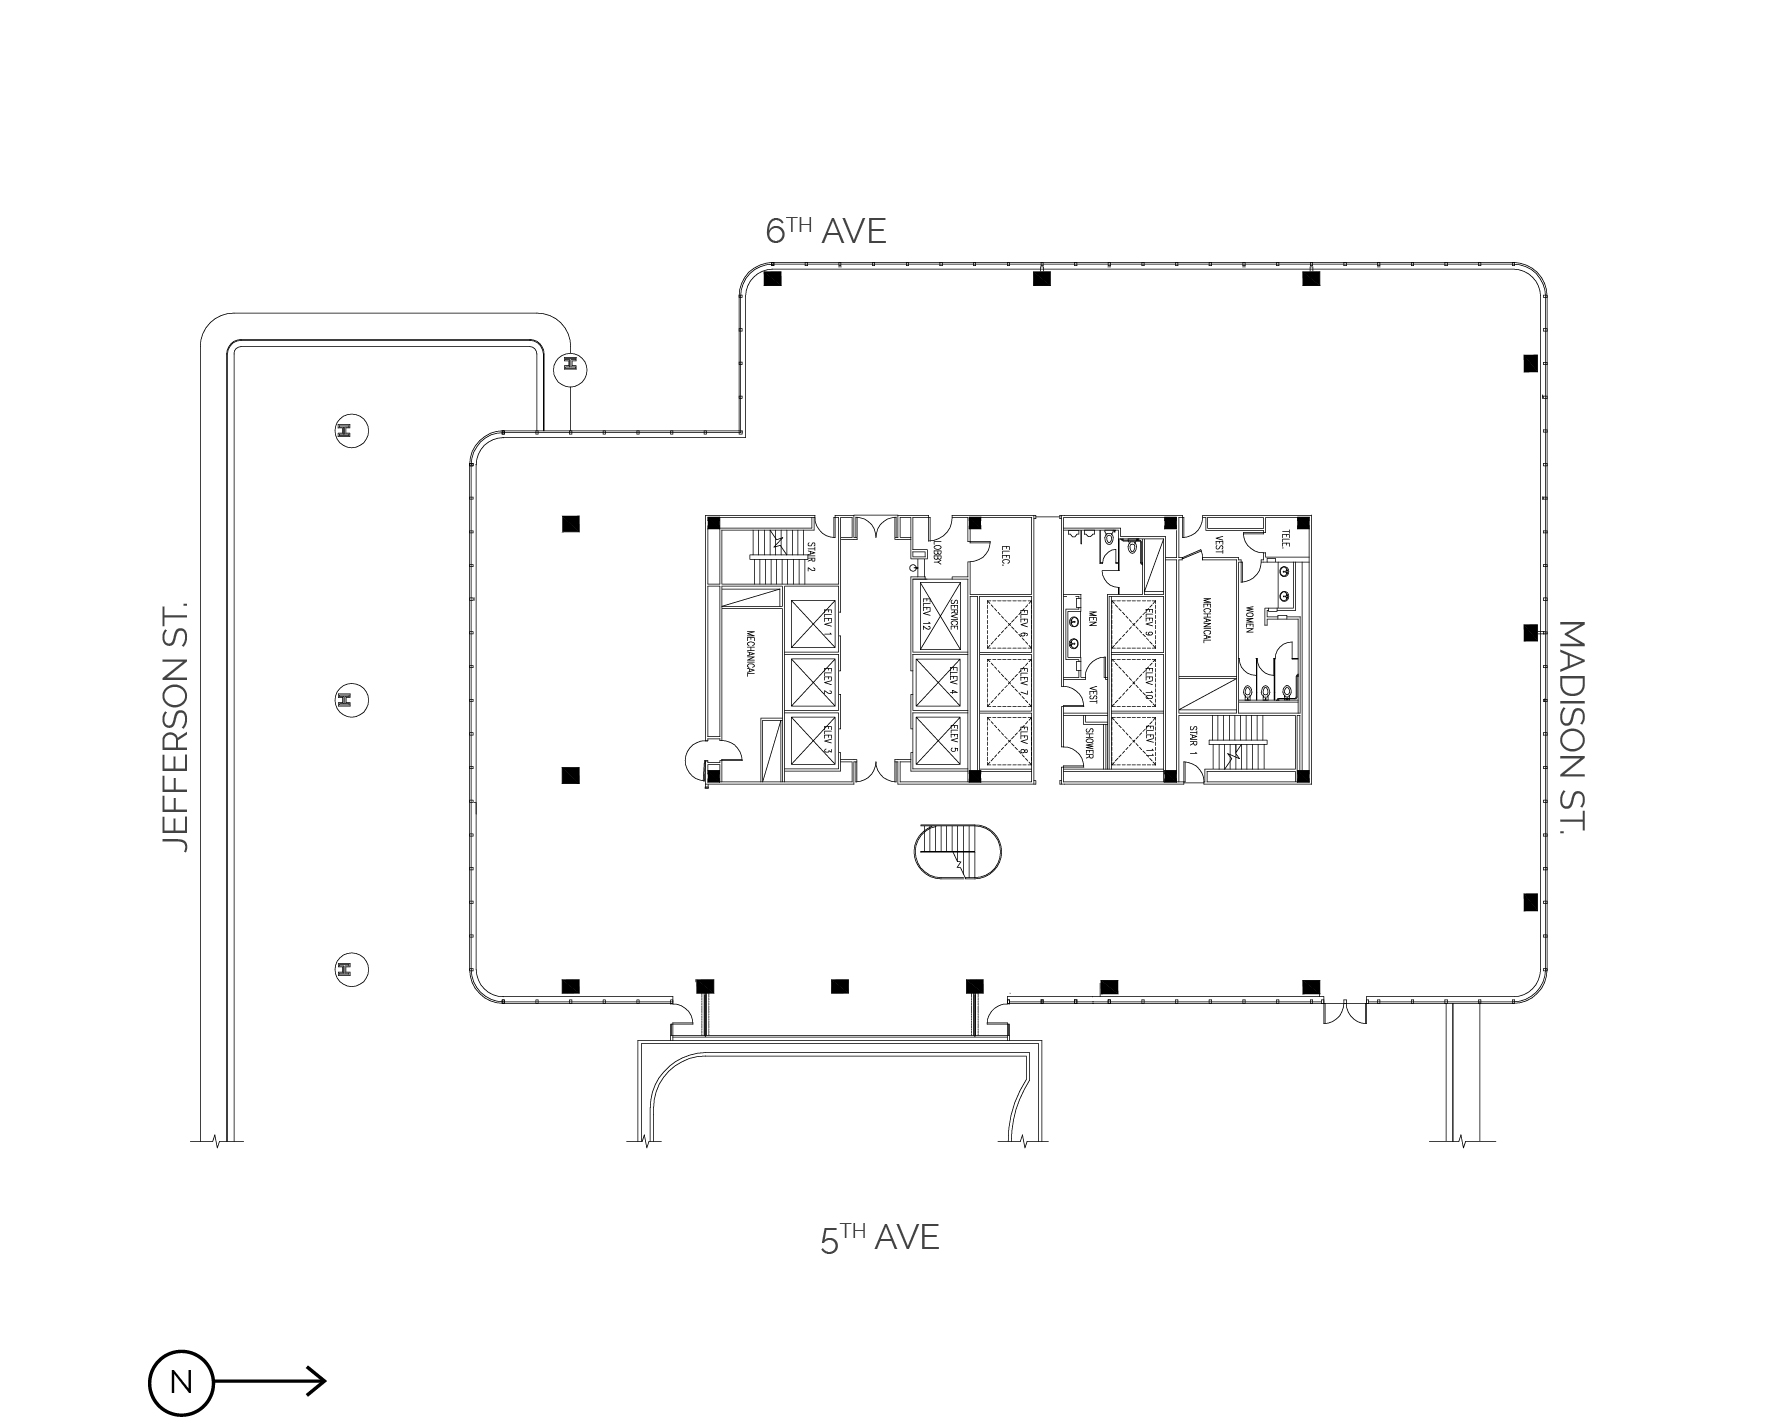 6TH AVE
JEFFERSON ST.
MADISON ST.
STAIR 2
LOBBY
ELEC.
VEST
TELE.
ELEV 1
SERVICE
ELEV 12
ELEV 6
MEN
ELEV 9
MECHANICAL
WOMEN
MECHANICAL
ELEV 2
ELEV 4
ELEV 7
VEST
ELEV 10
ELEV 3
ELEV 5
ELEV 8
SHOWER
ELEV 11
STAIR 1
5TH AVE
N